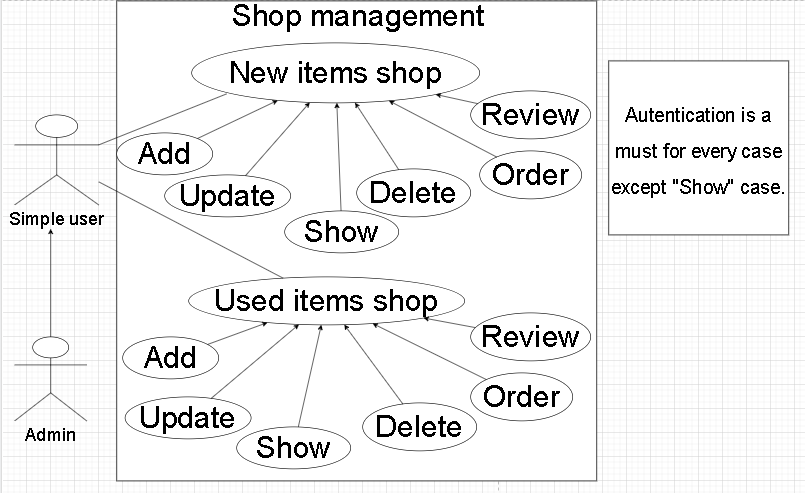 Shop management
New items shop
Review
Add
Order
Update
Delete
Show
Simple user
Autentication is a
must for every case
except "Show" case.
Used items shop
Review
Add
Order
Update
Delete
Show
Admin